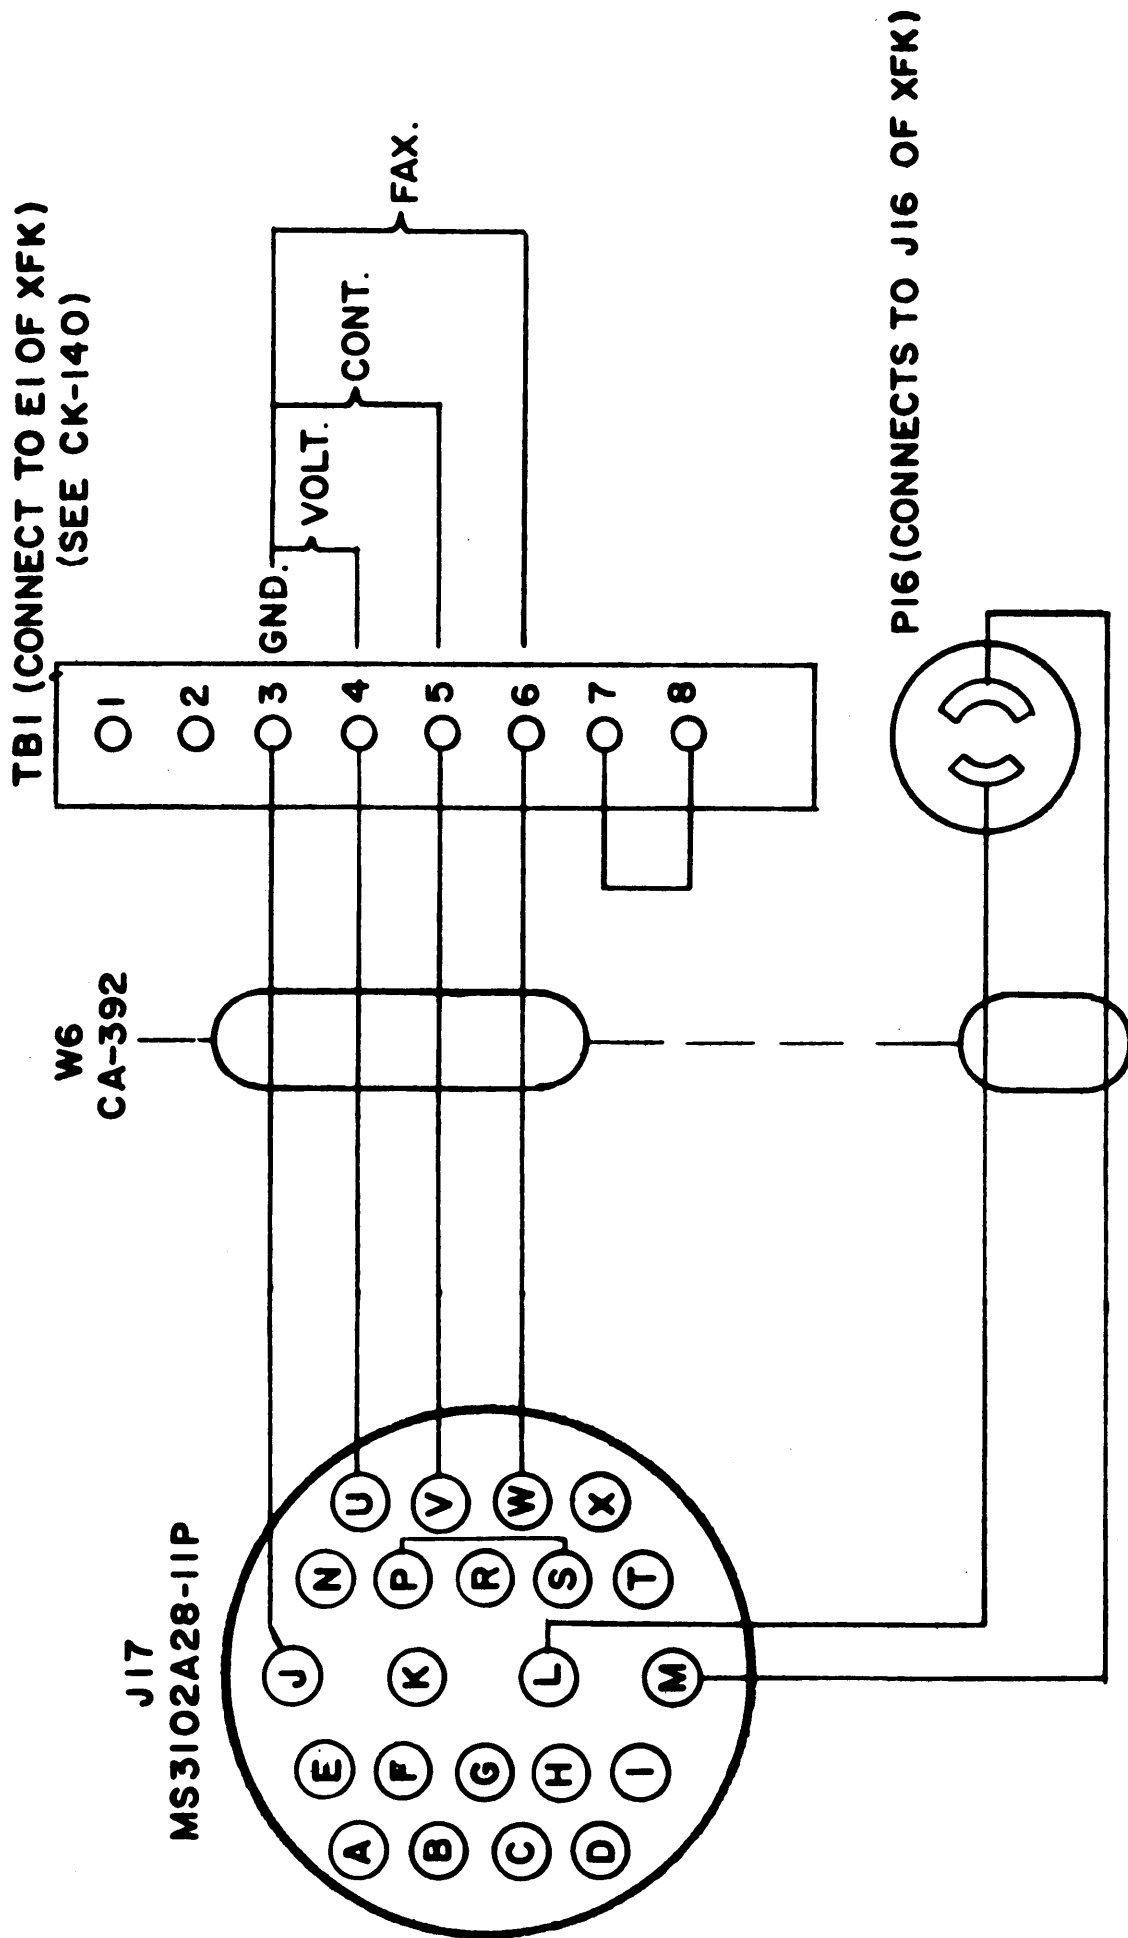 J17
MS3102A28-11P
A
B
C
D
E
F
G
H
I
J
K
L
M
N
P
R
S
T
U
V
W
X
W6
CA-392
TB1 (CONNECT TO E1 OF XFK)
(SEE CK-140)
1
2
3
4
5
6
7
8
GND.
VOLT.
CONT.
FAX.
P16 (CONNECTS TO J16 OF XFK)